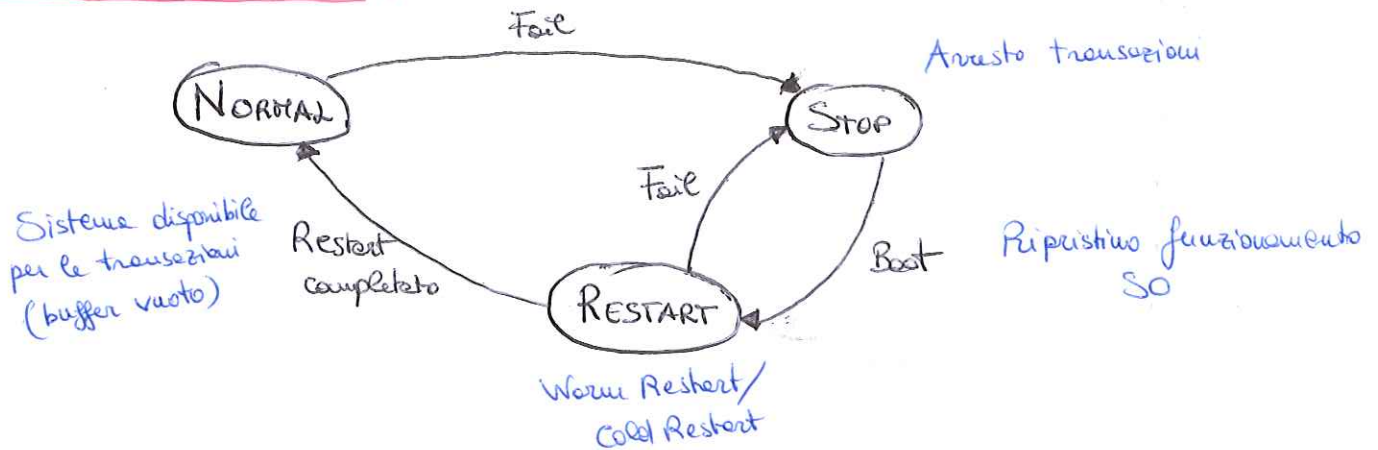 Fail
Arresto transazioni
NORMAL
STOP
Fail
Sistema disponibile
per le transazioni
(buffer vuoto)
Restart
completato
Boot
Ripristino funzionamento
SO
RESTART
Warm Restart/
Cold Restart